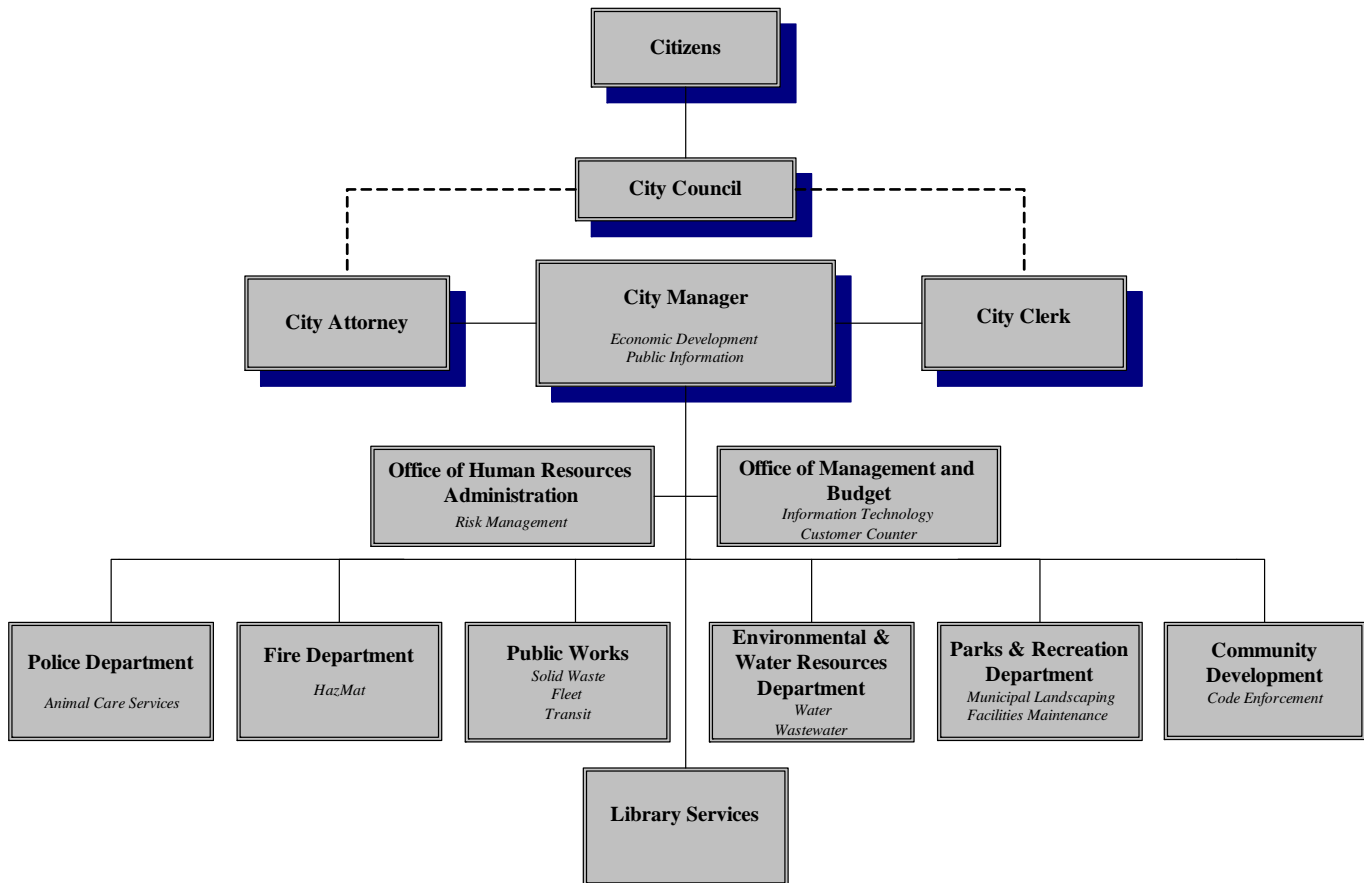 Citizens
City Council
City Attorney
City Manager
Economic Development
Public Information
City Clerk
Office of Human Resources
Administration
Risk Management
Office of Management and
Budget
Information Technology
Customer Counter
Police Department
Animal Care Services
Fire Department
HazMat
Public Works
Solid Waste
Fleet
Transit
Environmental &
Water Resources
Department
Water
Wastewater
Parks & Recreation
Department
Municipal Landscaping
Facilities Maintenance
Community
Development
Code Enforcement
Library Services